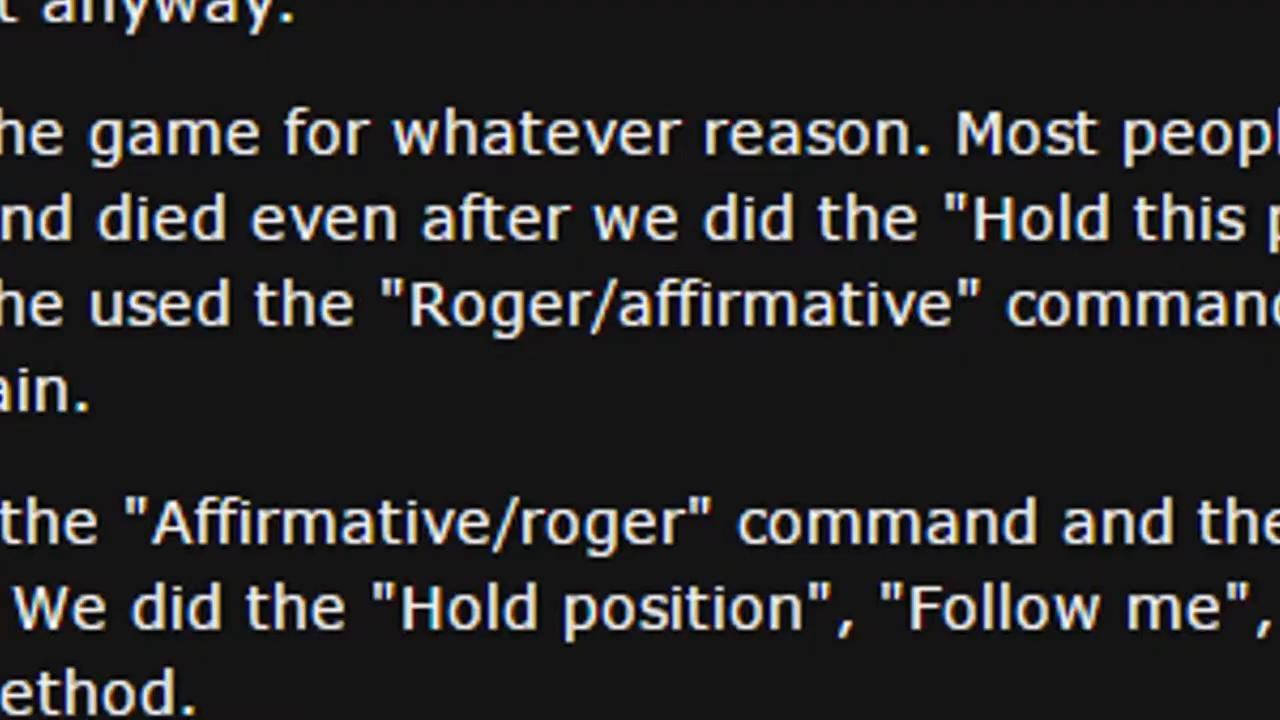 t anyway.
he game for whatever reason. Most peopl
nd died even after we did the "Hold this p
he used the "Roger/affirmative" command
ain.
the "Affirmative/roger" command and the
We did the "Hold position", "Follow me",
ethod.